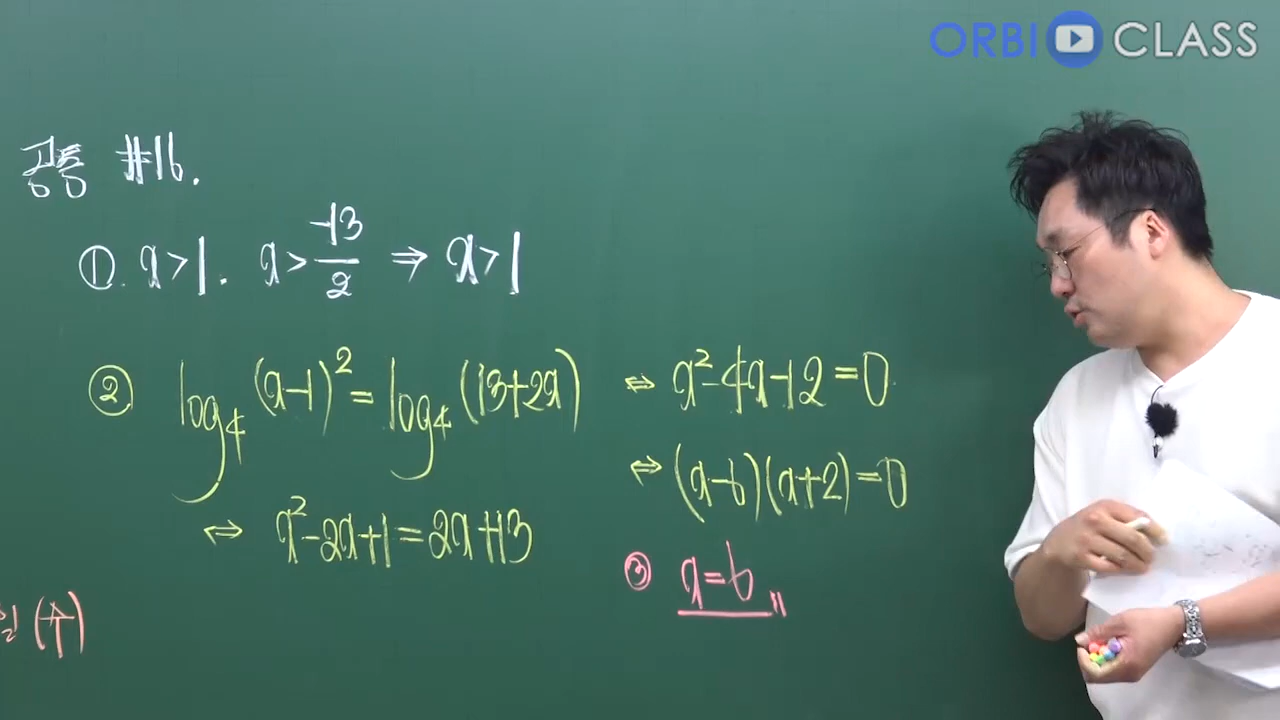 ORBI CLASS
공통 #16.
① x>1. x>-13/2 ⇒ x>1
② log₄(x-1)²=log₄(13+2x)
⇔ x²-2x+1=2x+13
⇔ x²-4x-12=0
⇔ (x-6)(x+2)=0
③ x=6